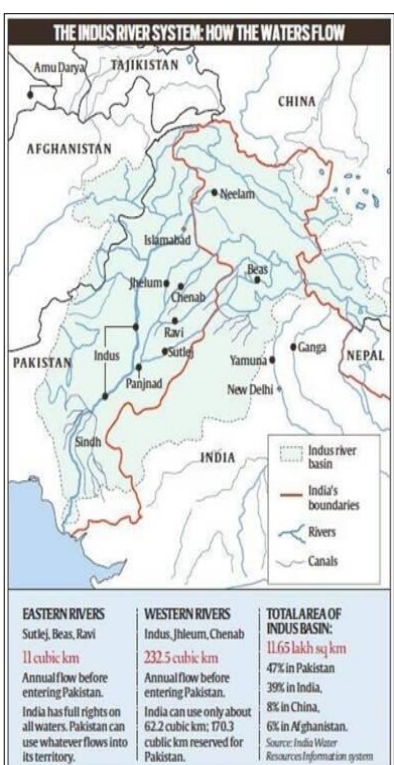 THE INDUS RIVER SYSTEM: HOW THE WATERS FLOW
Amu Darya
TAJIKISTAN
CHINA
AFGHANISTAN
Neelam
Islamabad
Jhelum
Chenab
Beas
Ravi
Indus
Sutlej
PAKISTAN
Panjnad
Yamuna
Ganga
NEPAL
New Delhi
Sindh
INDIA
Indus river
basin
India's
boundaries
Rivers
Canals
EASTERN RIVERS
Sutlej, Beas, Ravi
11 cubic km
Annual flow before
entering Pakistan.
India has full rights on
all waters. Pakistan can
use whatever flows into
its territory.
WESTERN RIVERS
Indus, Jhleum, Chenab
232.5 cubic km
Annual flow before
entering Pakistan.
India can use only about
62.2 cubic km; 170.3
cublic km reserved for
Pakistan.
TOTAL AREA OF
INDUS BASIN:
11.65 lakh sq km
47% in Pakistan
39% in India,
8% in China,
6% in Afghanistan.
Source: India Water
Resources Information system